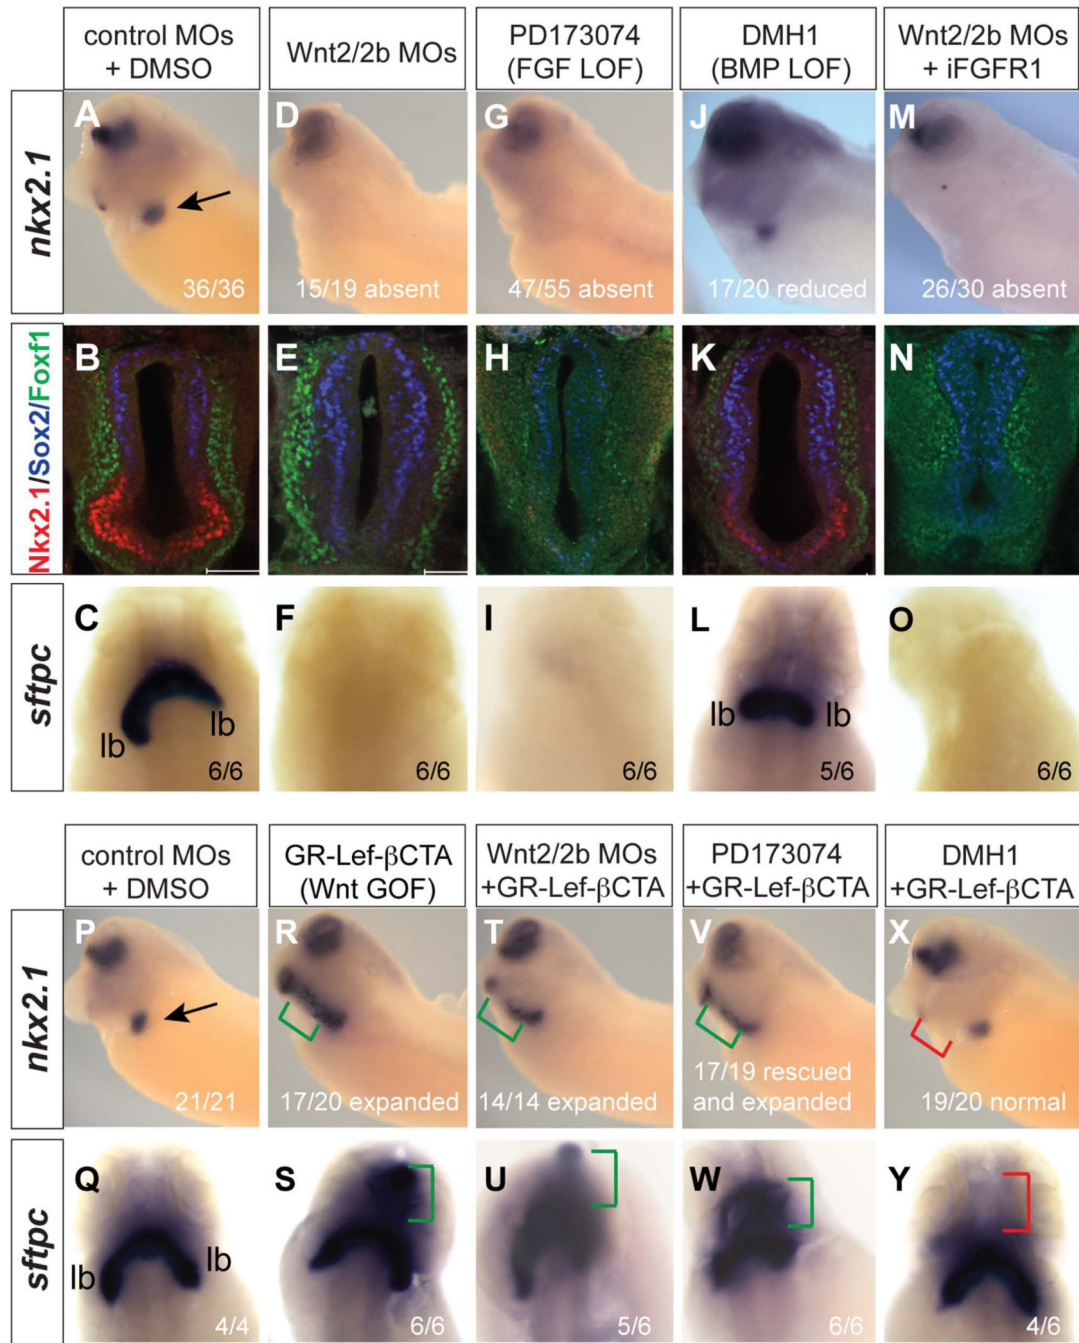 control MOs
+ DMSO
Wnt2/2b MOs
PD173074
(FGF LOF)
DMH1
(BMP LOF)
Wnt2/2b MOs
+ iFGFR1
nkx2.1
A
36/36
D
15/19 absent
G
47/55 absent
J
17/20 reduced
M
26/30 absent
Nkx2.1/Sox2/Foxf1
B
E
H
K
N
sftpc
C
lb
lb
6/6
F
6/6
I
6/6
L
lb
lb
5/6
O
6/6
control MOs
+ DMSO
GR-Lef-βCTA
(Wnt GOF)
Wnt2/2b MOs
+GR-Lef-βCTA
PD173074
+GR-Lef-βCTA
DMH1
+GR-Lef-βCTA
nkx2.1
P
21/21
R
17/20 expanded
T
14/14 expanded
V
17/19 rescued
and expanded
X
19/20 normal
sftpc
Q
lb
lb
4/4
S
6/6
U
5/6
W
6/6
Y
4/6